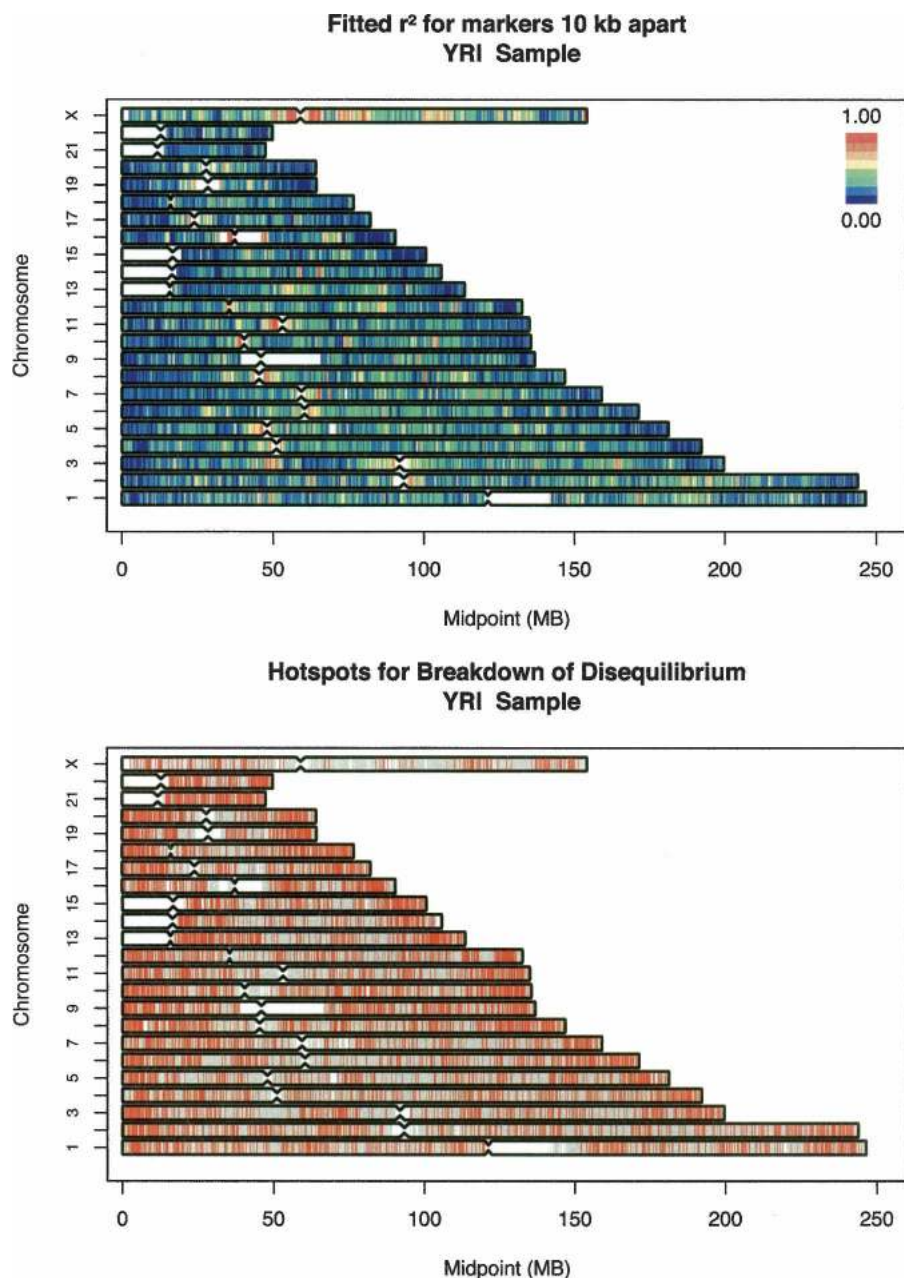 Fitted r² for markers 10 kb apart
YRI Sample
1.00
0.00
Chromosome
X
21
19
17
15
13
11
9
7
5
3
1
0 50 100 150 200 250
Midpoint (MB)
Hotspots for Breakdown of Disequilibrium
YRI Sample
Chromosome
X
21
19
17
15
13
11
9
7
5
3
1
0 50 100 150 200 250
Midpoint (MB)